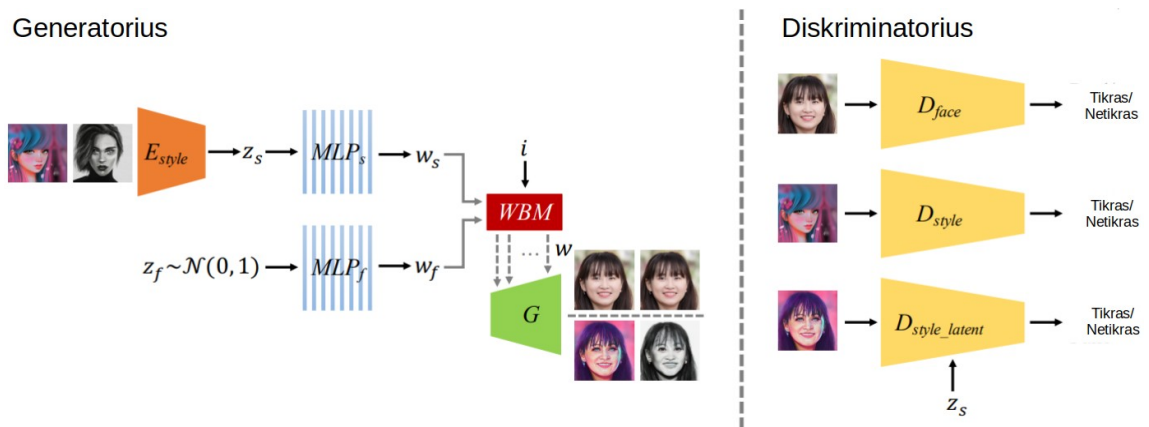 Generatorius
E_style
z_s
MLP_s
w_s
i
WBM
z_f~𝒩(0,1)
MLP_f
w_f
... w
G
Diskriminatorius
D_face
Tikras/
Netikras
D_style
Tikras/
Netikras
D_style_latent
Tikras/
Netikras
z_s